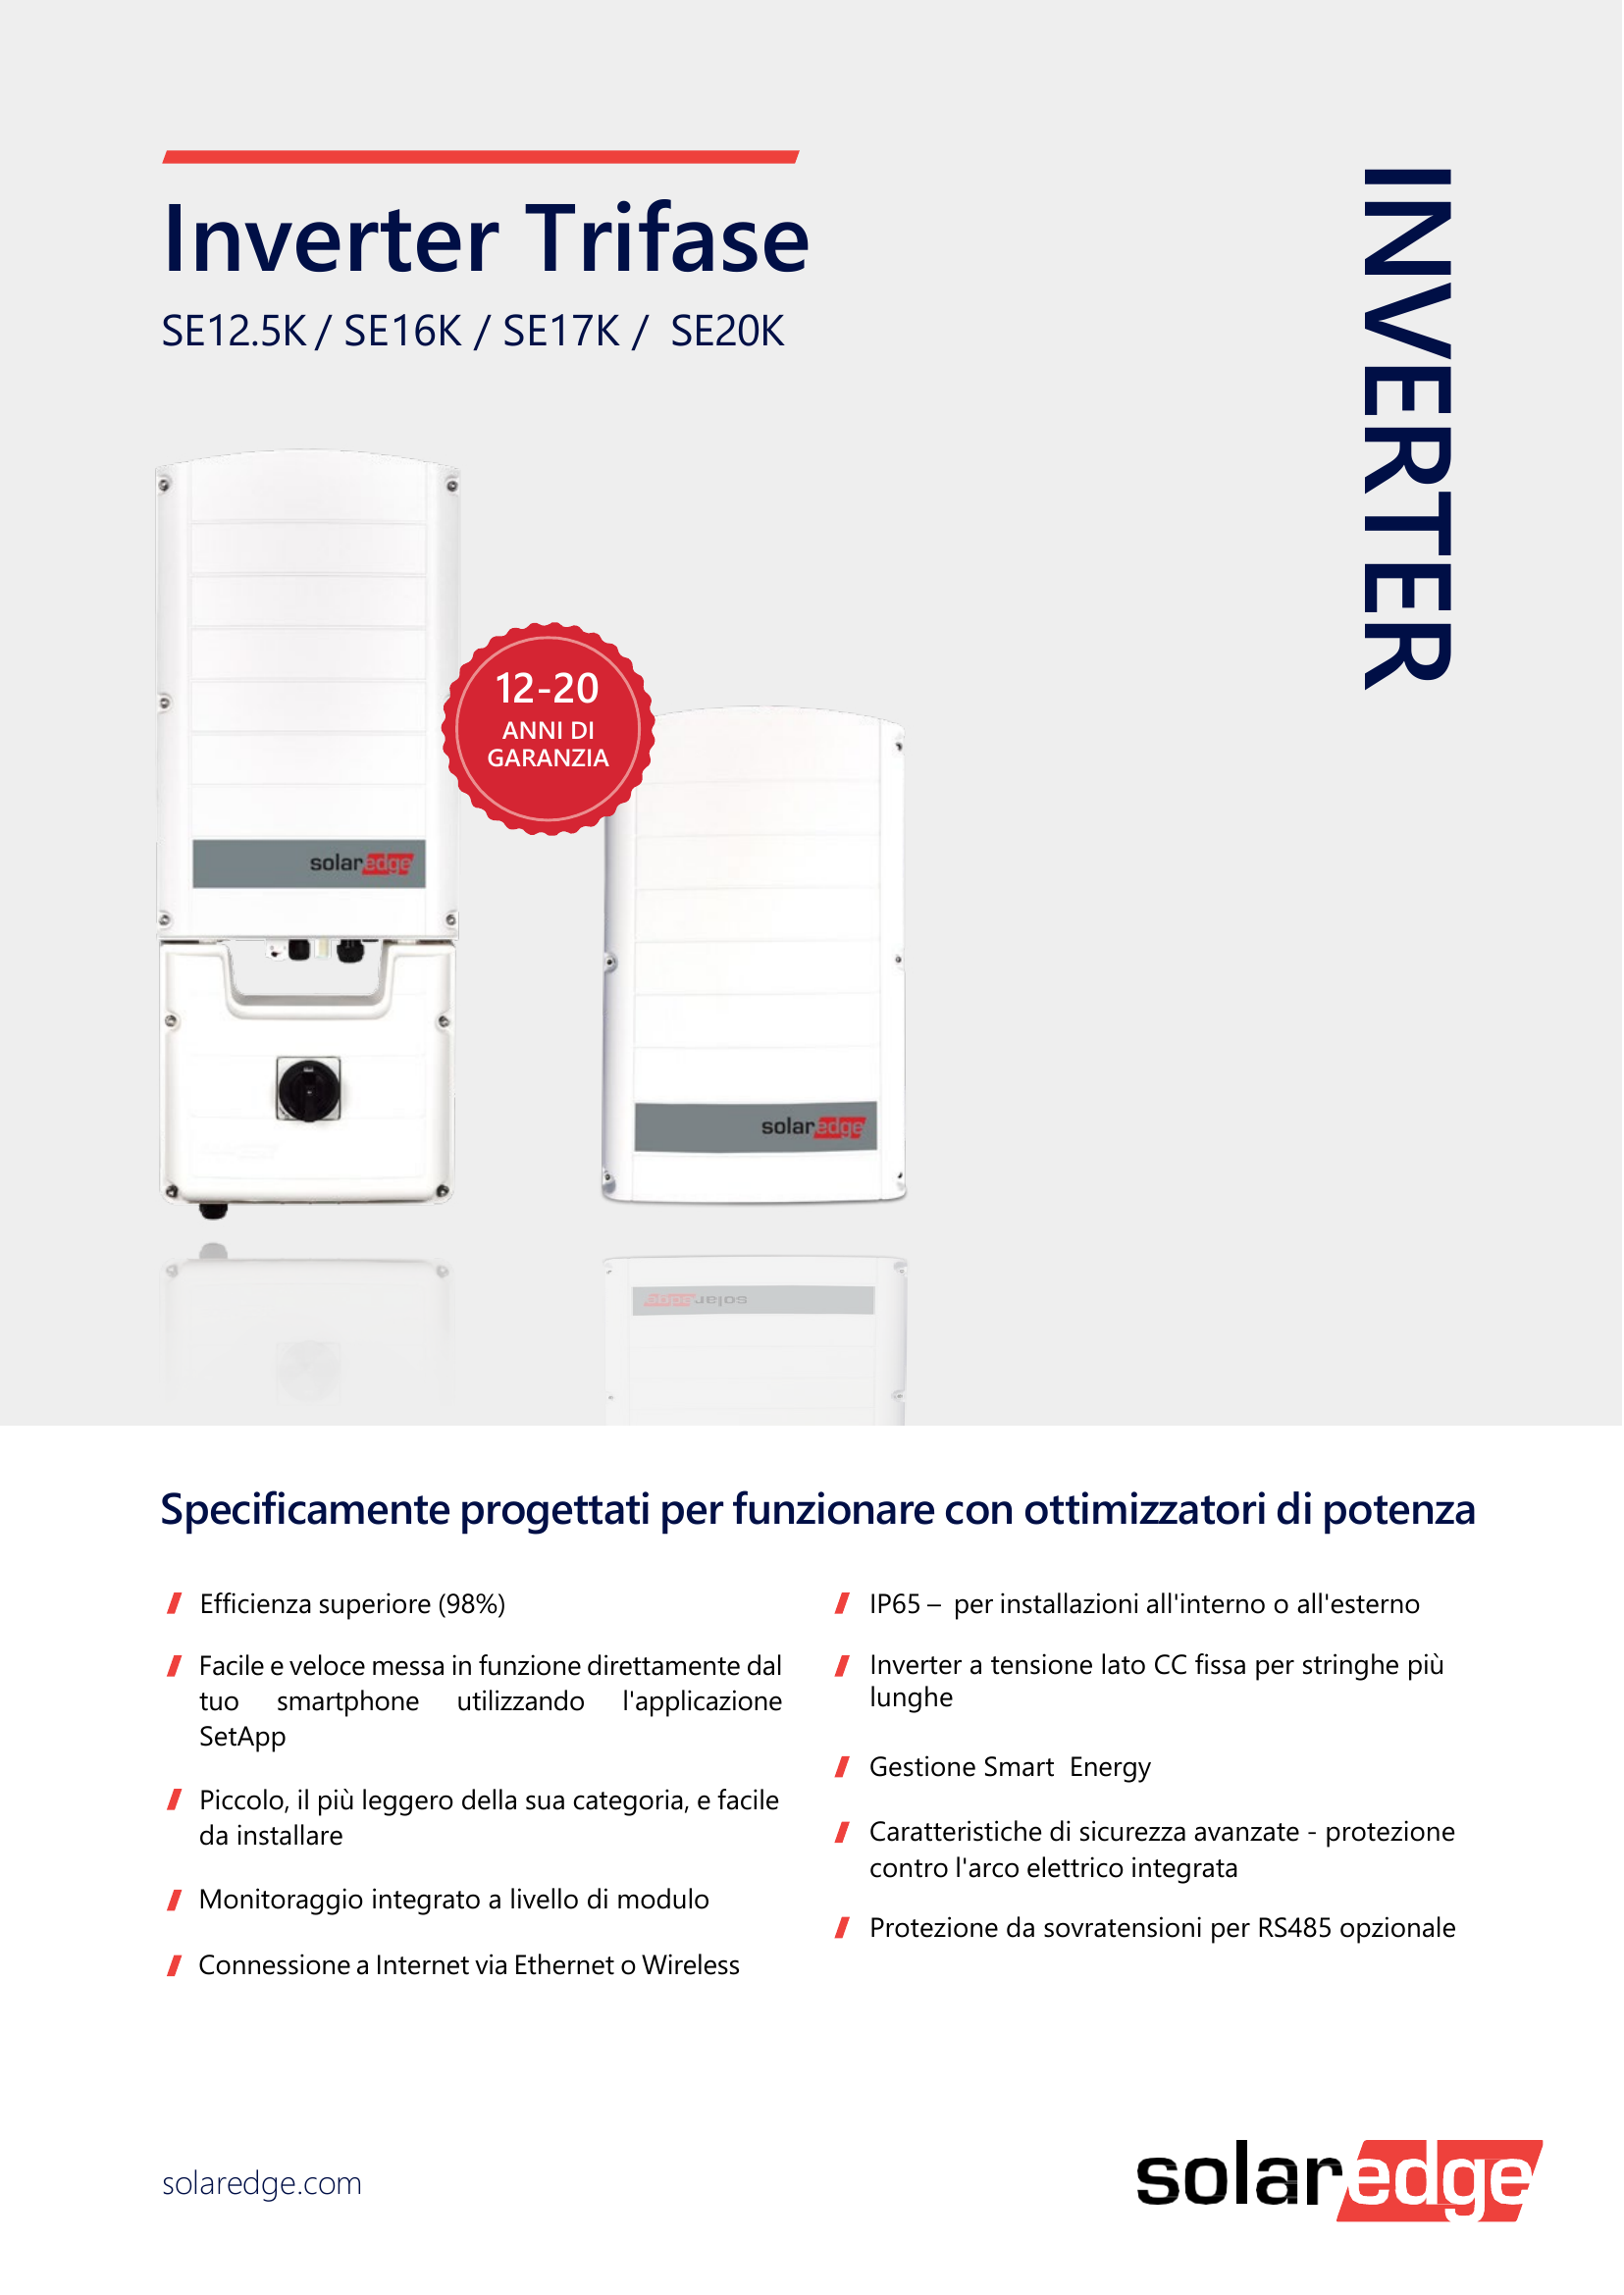 Inverter Trifase
SE12.5K / SE16K / SE17K / SE20K
INVERTER
12-20
ANNI DI
GARANZIA
solaredge
solaredge
solaredge
Specificamente progettati per funzionare con ottimizzatori di potenza
Efficienza superiore (98%)
Facile e veloce messa in funzione direttamente dal
tuo smartphone utilizzando l'applicazione
SetApp
Piccolo, il più leggero della sua categoria, e facile
da installare
Monitoraggio integrato a livello di modulo
Connessione a Internet via Ethernet o Wireless
IP65 – per installazioni all'interno o all'esterno
Inverter a tensione lato CC fissa per stringhe più
lunghe
Gestione Smart Energy
Caratteristiche di sicurezza avanzate - protezione
contro l'arco elettrico integrata
Protezione da sovratensioni per RS485 opzionale
solaredge.com
solaredge